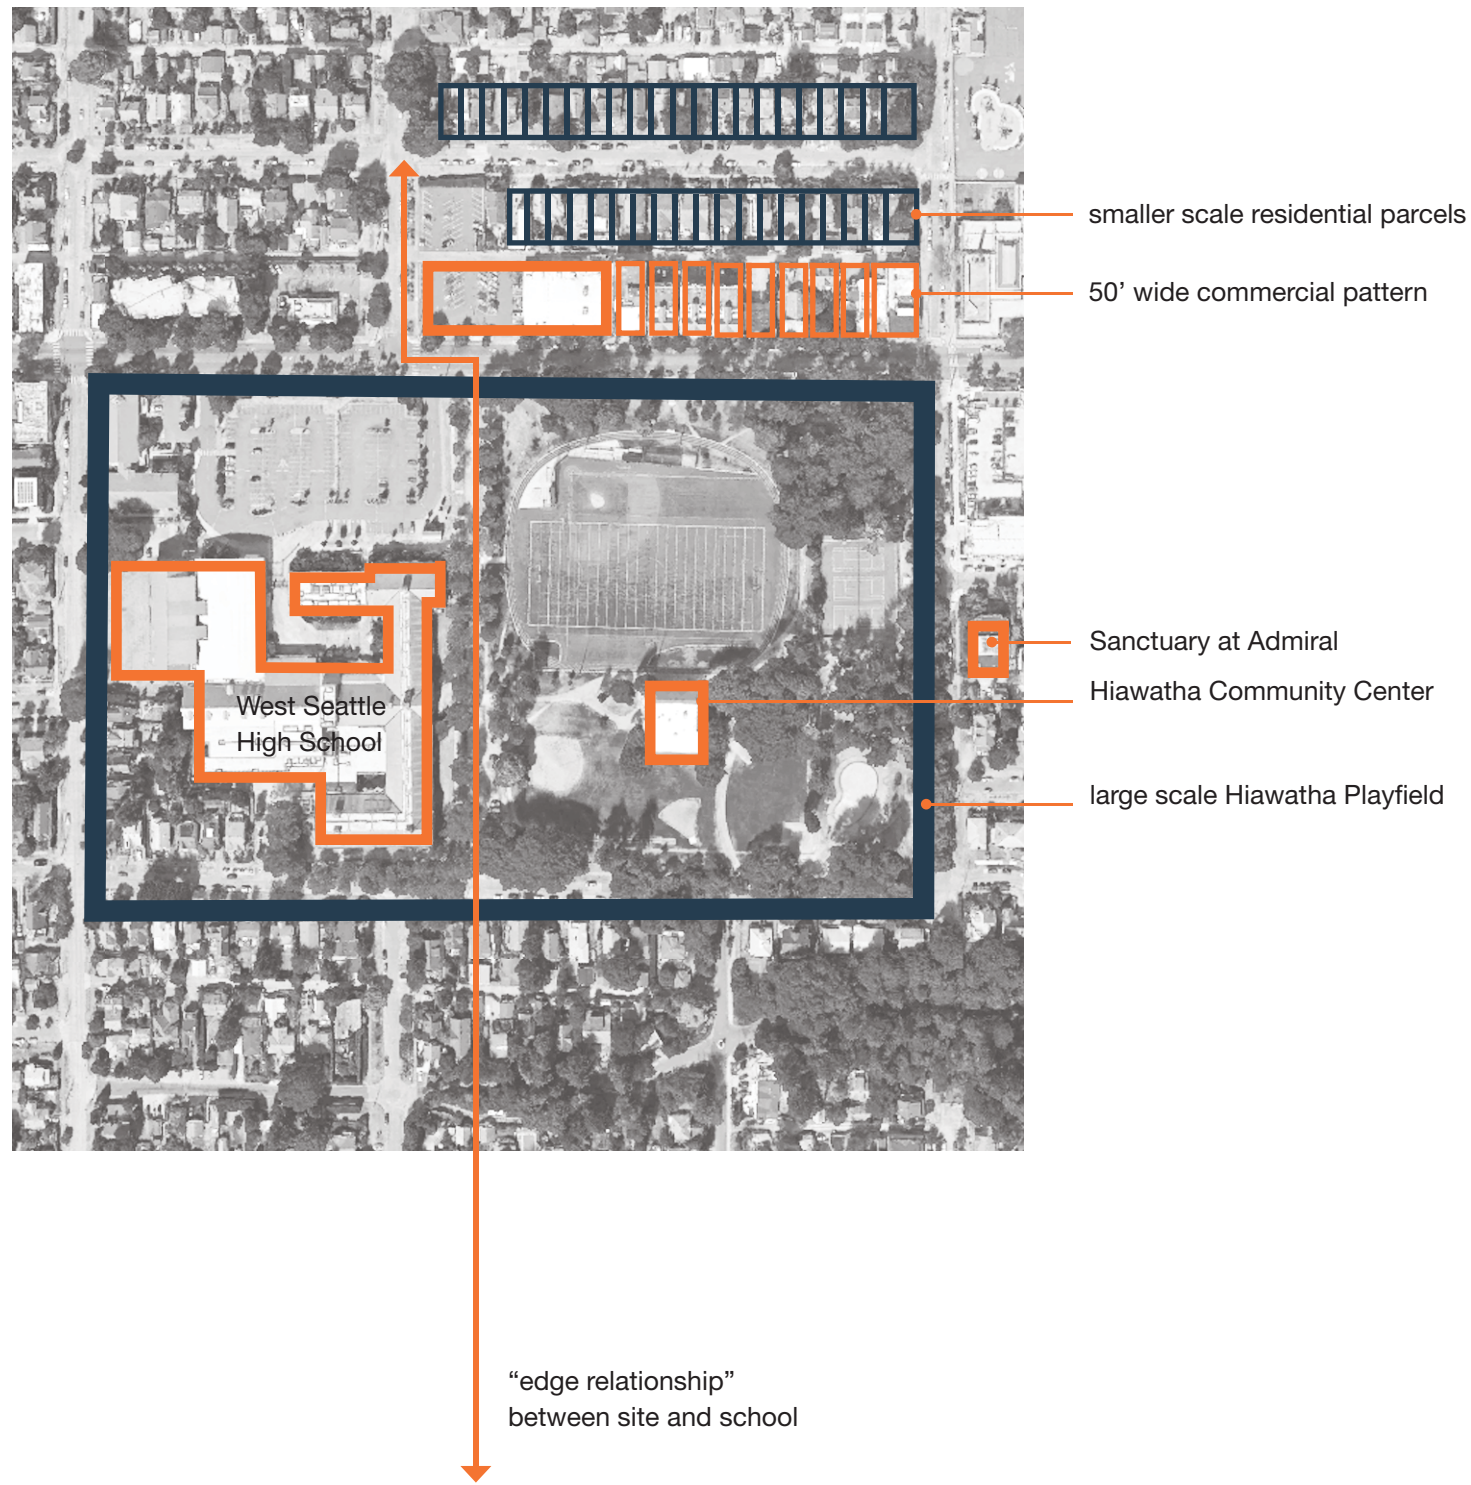 smaller scale residential parcels
50’ wide commercial pattern
Sanctuary at Admiral
Hiawatha Community Center
West Seattle
High School
large scale Hiawatha Playfield
“edge relationship”
between site and school